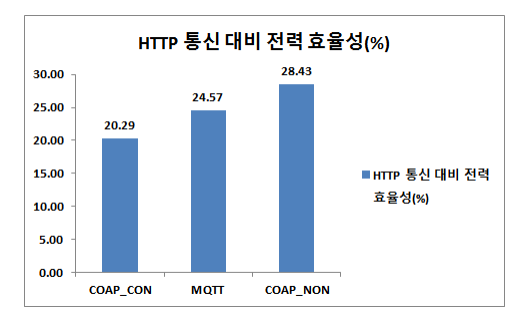 HTTP 통신 대비 전력 효율성(%)
30.00
25.00
20.00
15.00
10.00
5.00
0.00
20.29
24.57
28.43
COAP_CON
MQTT
COAP_NON
HTTP 통신 대비 전력
효율성(%)